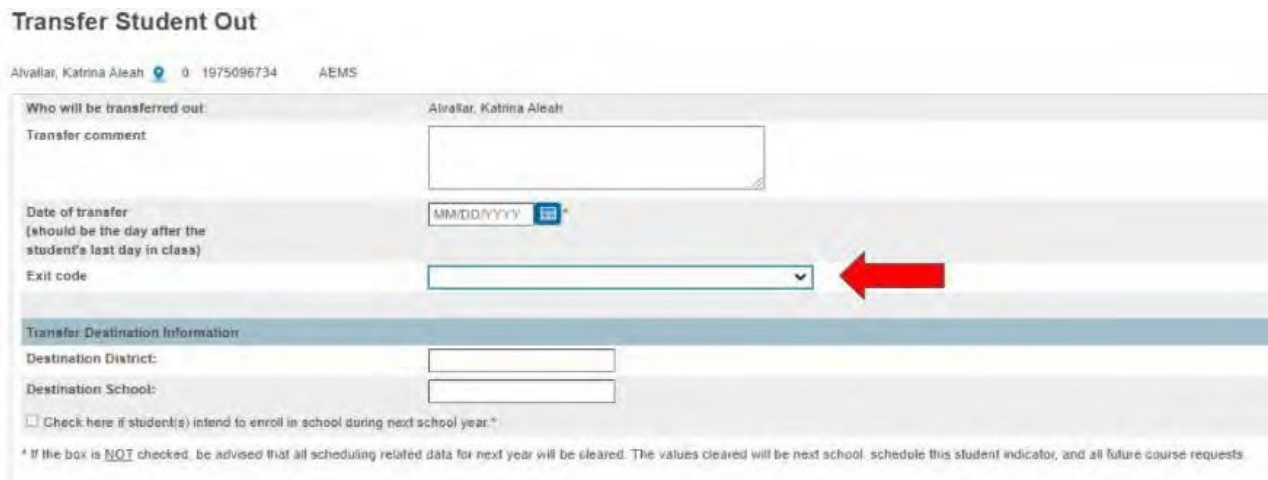 Transfer Student Out
Alvallar, Katrina Aleah 0 1975096734 AEMS
Who will be transferred out Alvallar, Katrina Aleah
Transfer comment
Date of transfer
(should be the day after the
student's last day in class)
MM/DD/YYYY *
Exit code
Transfer Destination Information
Destination District:
Destination School:
Check here if student(s) intend to enroll in school during next school year.*
* If the box is NOT checked, be advised that all scheduling related data for next year will be cleared. The values cleared will be next school, schedule this student indicator, and all future course requests